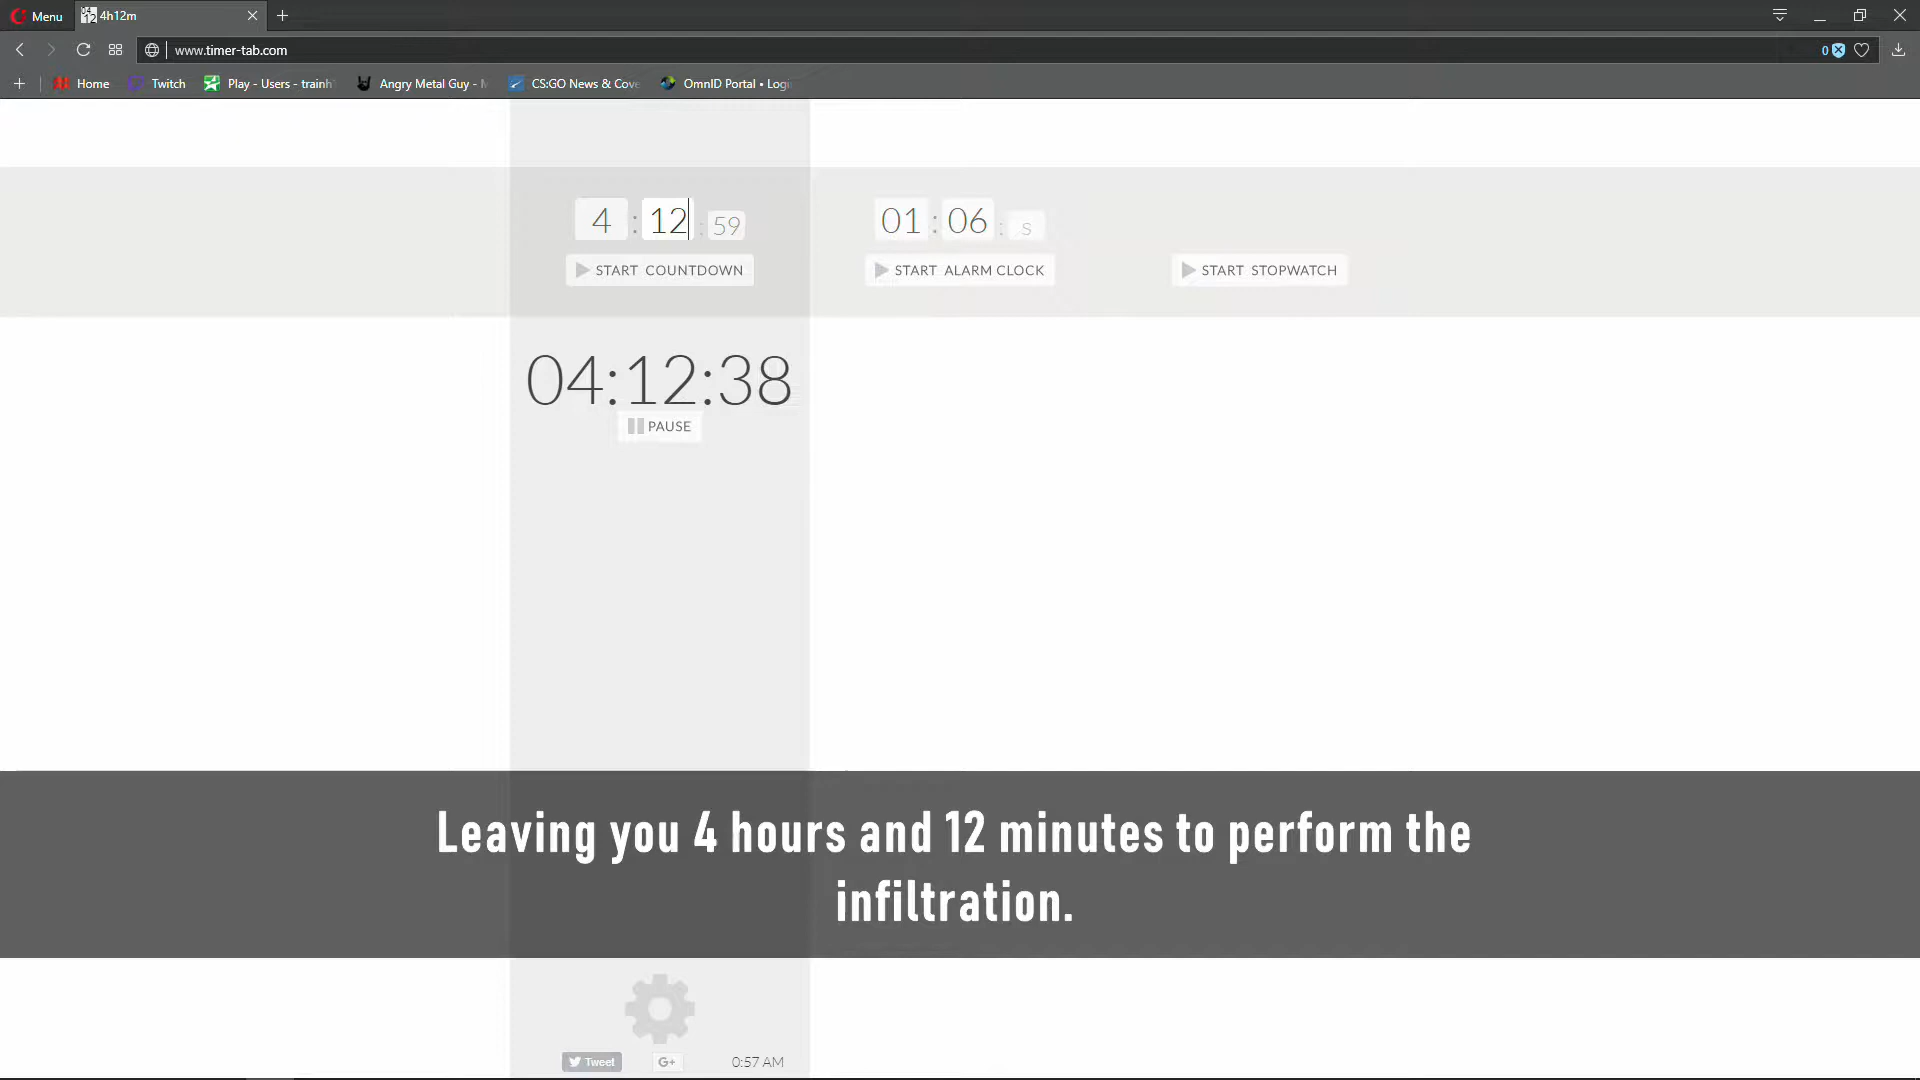 Menu
4h12m
www.timer-tab.com
0
Home
Twitch
Play - Users - trainh
Angry Metal Guy -
CS:GO News & Cove
OmnID Portal • Logi
4 : 12 : 59
01 : 06 : s
START COUNTDOWN
START ALARM CLOCK
START STOPWATCH
04:12:38
PAUSE
Leaving you 4 hours and 12 minutes to perform the
infiltration.
Tweet
G+
0:57 AM